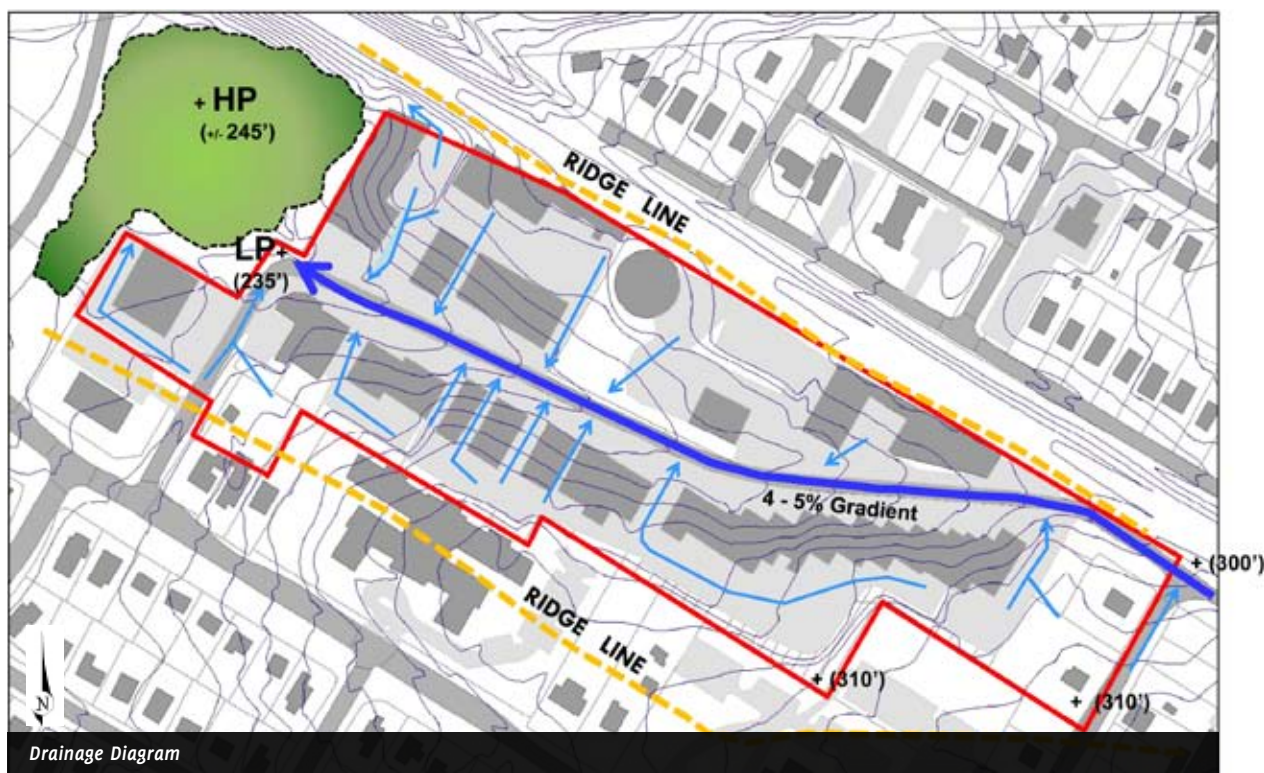 + HP
(+/- 245')
RIDGE LINE
LP+
(235')
4 - 5% Gradient
+ (300')
RIDGE LINE
+ (310')
+ (310')
N
Drainage Diagram